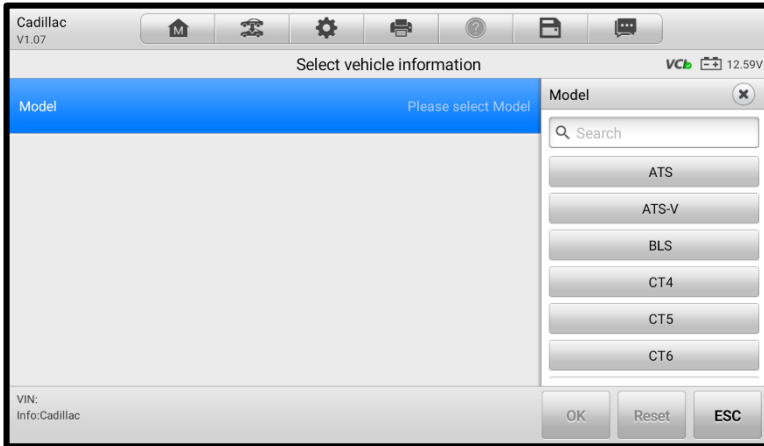 Cadillac
V1.07
M
Select vehicle information
VCI
12.59V
Model
Please select Model
Model
Search
ATS
ATS-V
BLS
CT4
CT5
CT6
VIN:
Info:Cadillac
OK
Reset
ESC